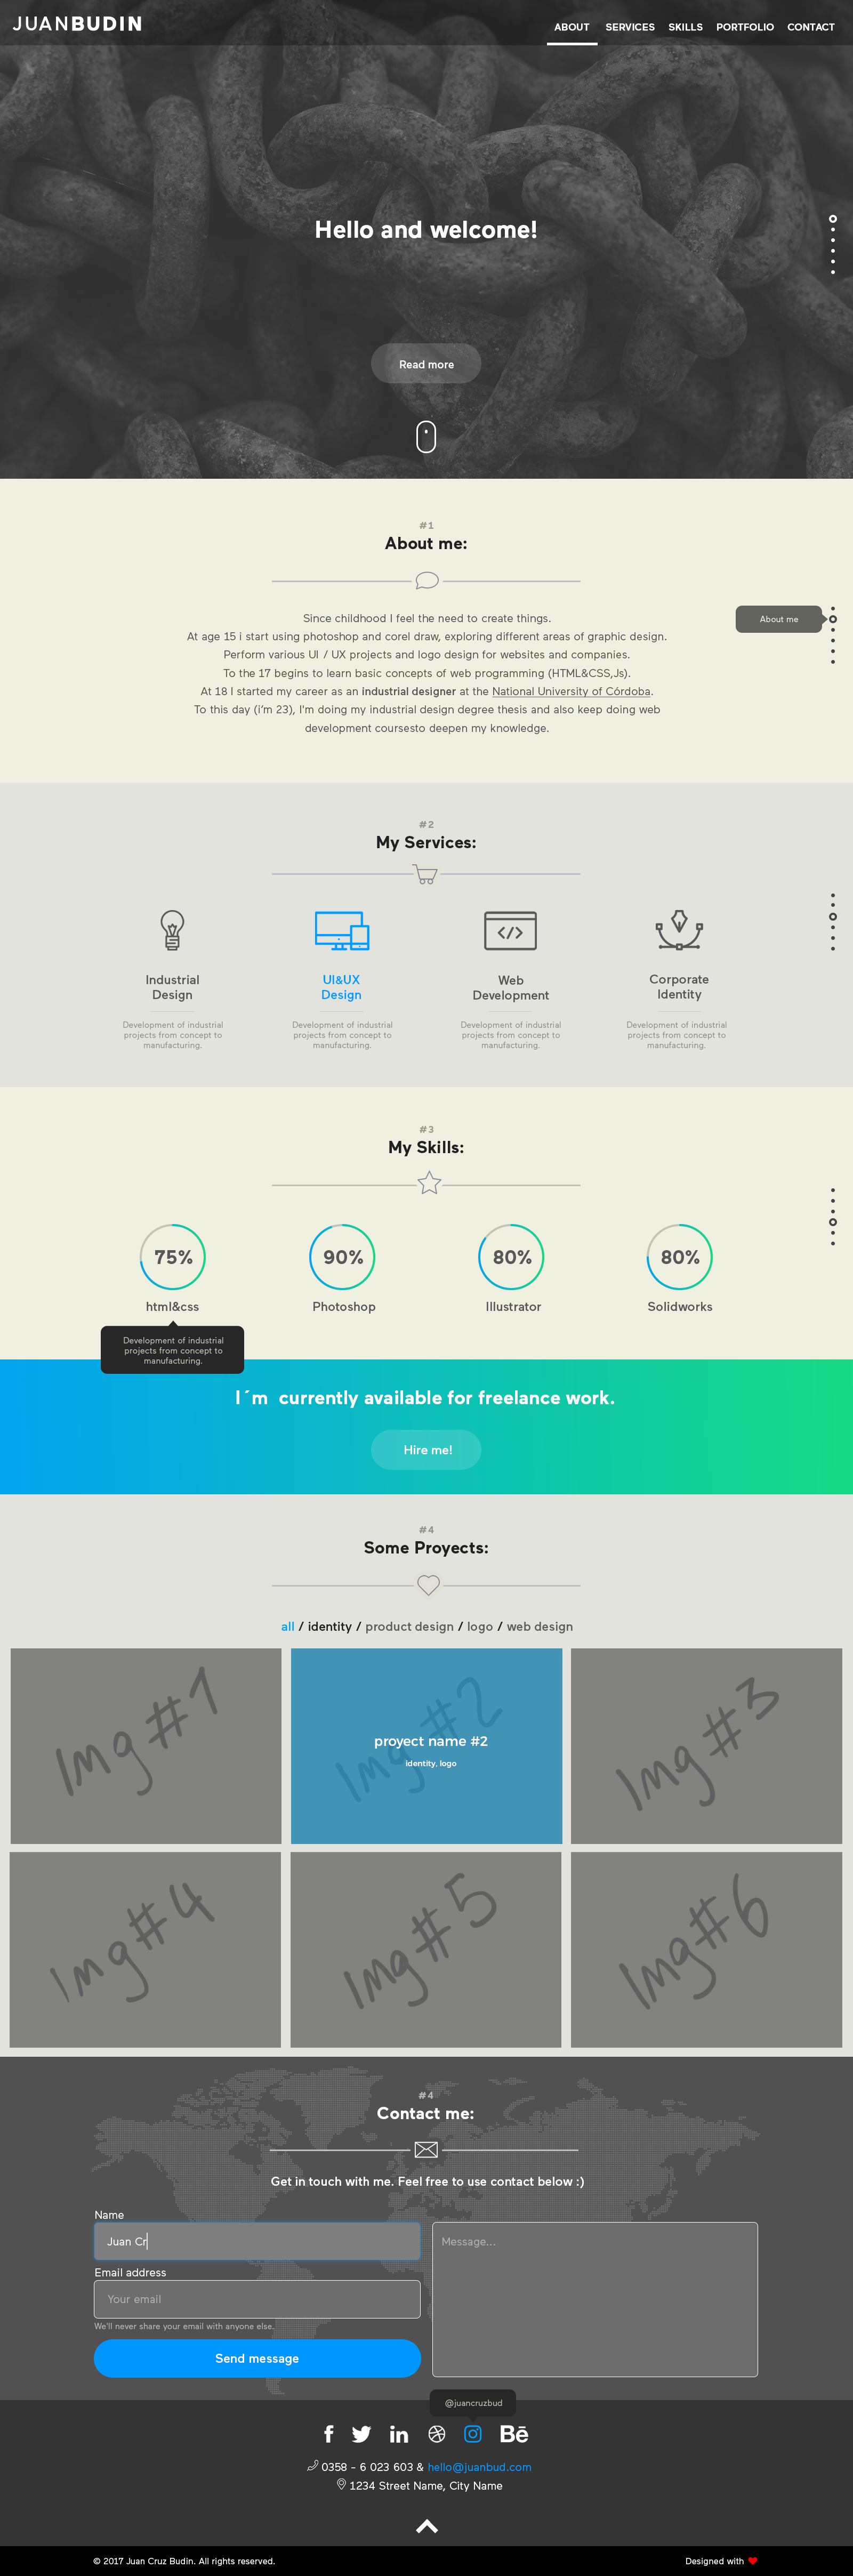 JUANBUDIN
ABOUT SERVICES SKILLS PORTFOLIO CONTACT
Hello and welcome!
Read more
#1
About me:
About me
Since childhood I feel the need to create things.
At age 15 i start using photoshop and corel draw, exploring different areas of graphic design.
Perform various UI / UX projects and logo design for websites and companies.
To the 17 begins to learn basic concepts of web programming (HTML&CSS,Js).
At 18 I started my career as an industrial designer at the National University of Córdoba.
To this day (i'm 23), I'm doing my industrial design degree thesis and also keep doing web
development coursesto deepen my knowledge.
#2
My Services:
Industrial
Design
Development of industrial
projects from concept to
manufacturing.
UI&UX
Design
Development of industrial
projects from concept to
manufacturing.
</>
Web
Development
Development of industrial
projects from concept to
manufacturing.
Corporate
Identity
Development of industrial
projects from concept to
manufacturing.
#3
My Skills:
75% 90% 80% 80%
html&css Photoshop Illustrator Solidworks
Development of industrial
projects from concept to
manufacturing.
I´m currently available for freelance work.
Hire me!
#4
Some Proyects:
all / identity / product design / logo / web design
Img #1
Img #2
proyect name #2
identity, logo
Img #3
Img #4
Img #5
Img #6
#4
Contact me:
Get in touch with me. Feel free to use contact below :)
Name
Juan Cr
Email address
Your email
We'll never share your email with anyone else.
Send message
Message...
@juancruzbud
f in Bē
0358 - 6 023 603 & hello@juanbud.com
1234 Street Name, City Name
© 2017 Juan Cruz Budin. All rights reserved.
Designed with